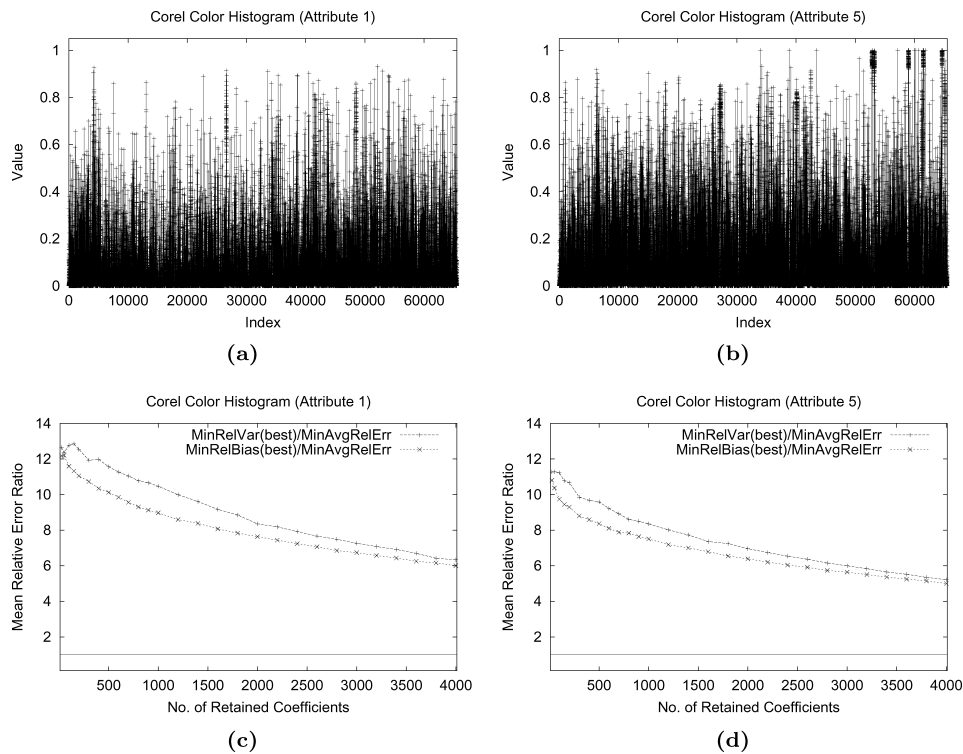 Corel Color Histogram (Attribute 1)
1
0.8
0.6
0.4
0.2
0
Value
0 10000 20000 30000 40000 50000 60000
Index
(a)
Corel Color Histogram (Attribute 5)
1
0.8
0.6
0.4
0.2
0
Value
0 10000 20000 30000 40000 50000 60000
Index
(b)
Corel Color Histogram (Attribute 1)
14
12
10
8
6
4
2
Mean Relative Error Ratio
MinRelVar(best)/MinAvgRelErr
MinRelBias(best)/MinAvgRelErr
500 1000 1500 2000 2500 3000 3500 4000
No. of Retained Coefficients
(c)
Corel Color Histogram (Attribute 5)
14
12
10
8
6
4
2
Mean Relative Error Ratio
MinRelVar(best)/MinAvgRelErr
MinRelBias(best)/MinAvgRelErr
500 1000 1500 2000 2500 3000 3500 4000
No. of Retained Coefficients
(d)